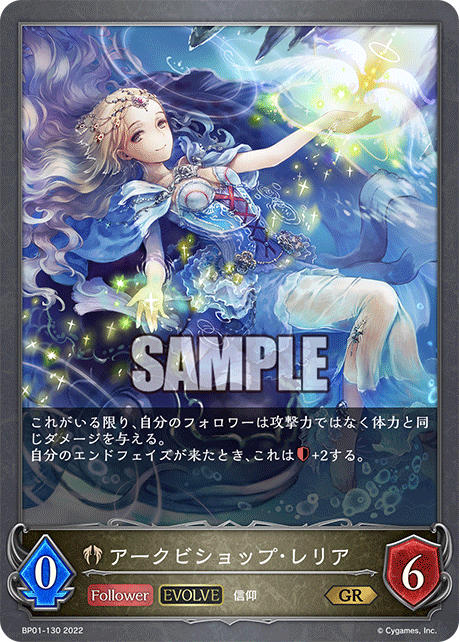 SAMPLE
これがいる限り、自分のフォロワーは攻撃力ではなく体力と同
じダメージを与える。
自分のエンドフェイズが来たとき、これは+2する。
0
アークビショップ・レリア
6
Follower EVOLVE 信仰 GR
BP01-130 2022 © Cygames, Inc.